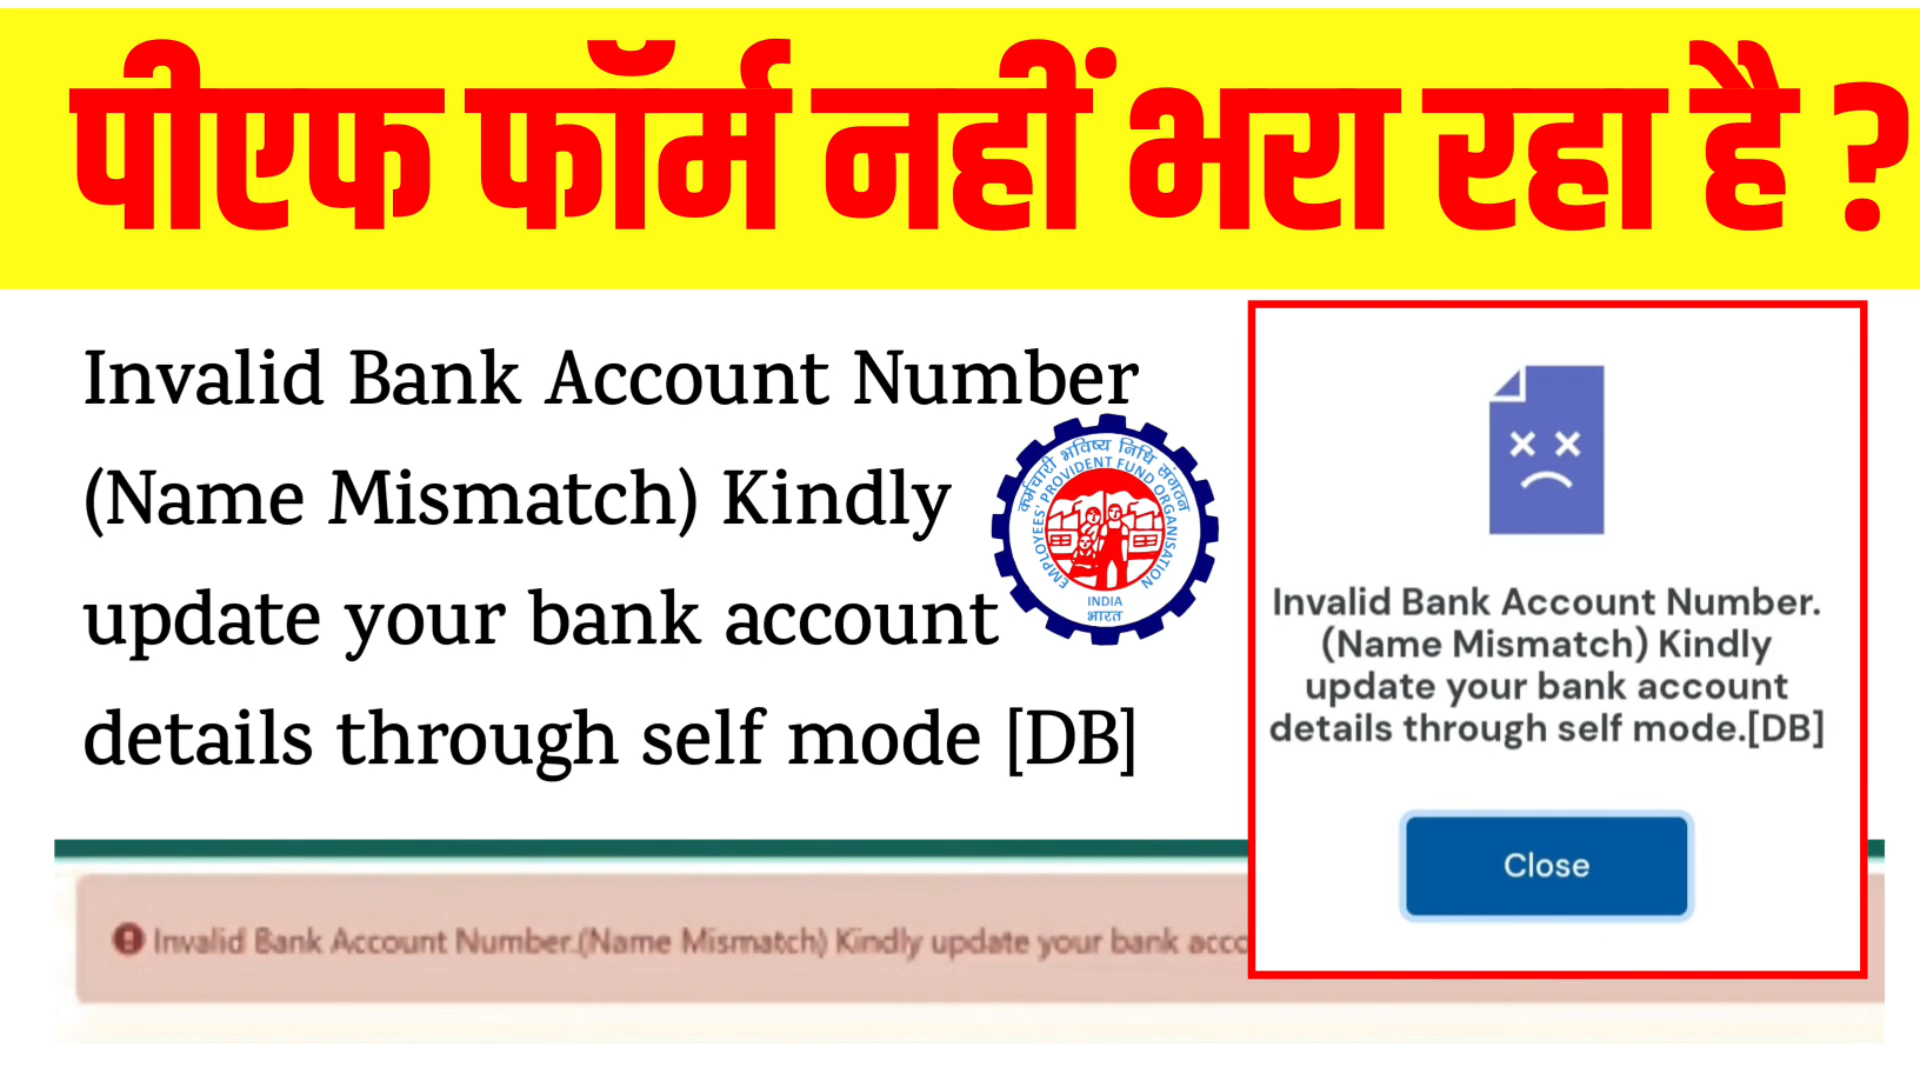 पीएफ फॉर्म नहीं भरा रहा है ?
Invalid Bank Account Number
(Name Mismatch) Kindly
update your bank account
details through self mode [DB]
कर्मचारी भविष्य निधि संगठन
EMPLOYEES' PROVIDENT FUND ORGANISATION
INDIA
भारत
Invalid Bank Account Number.
(Name Mismatch) Kindly
update your bank account
details through self mode.[DB]
Close
Invalid Bank Account Number.(Name Mismatch) Kindly update your bank acco